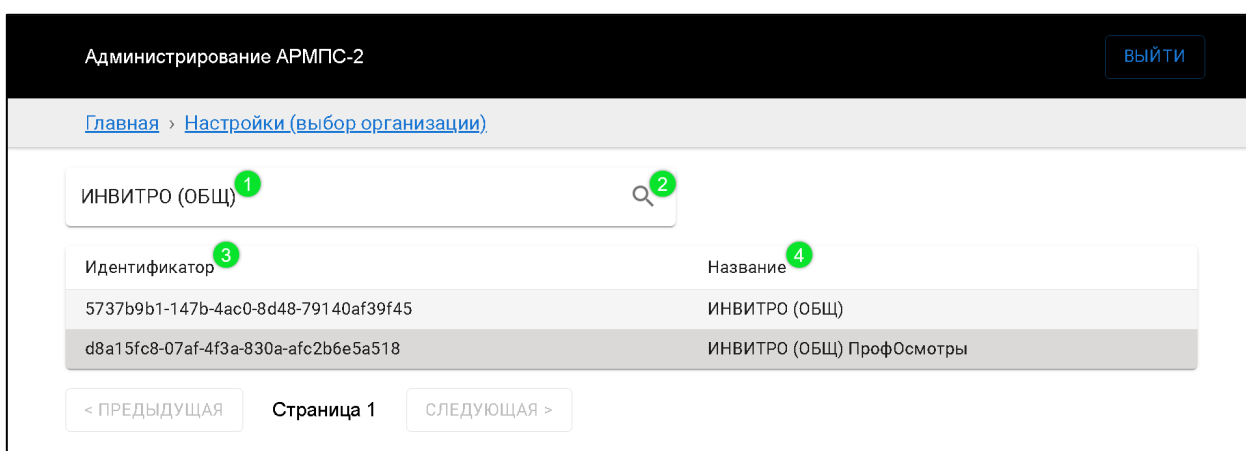 Администрирование АРМПС-2 ВЫЙТИ
Главная › Настройки (выбор организации)
ИНВИТРО (ОБЩ) 1 2
Идентификатор 3 Название 4
5737b9b1-147b-4ac0-8d48-79140af39f45 ИНВИТРО (ОБЩ)
d8a15fc8-07af-4f3a-830a-afc2b6e5a518 ИНВИТРО (ОБЩ) ПрофОсмотры
< ПРЕДЫДУЩАЯ Страница 1 СЛЕДУЮЩАЯ >